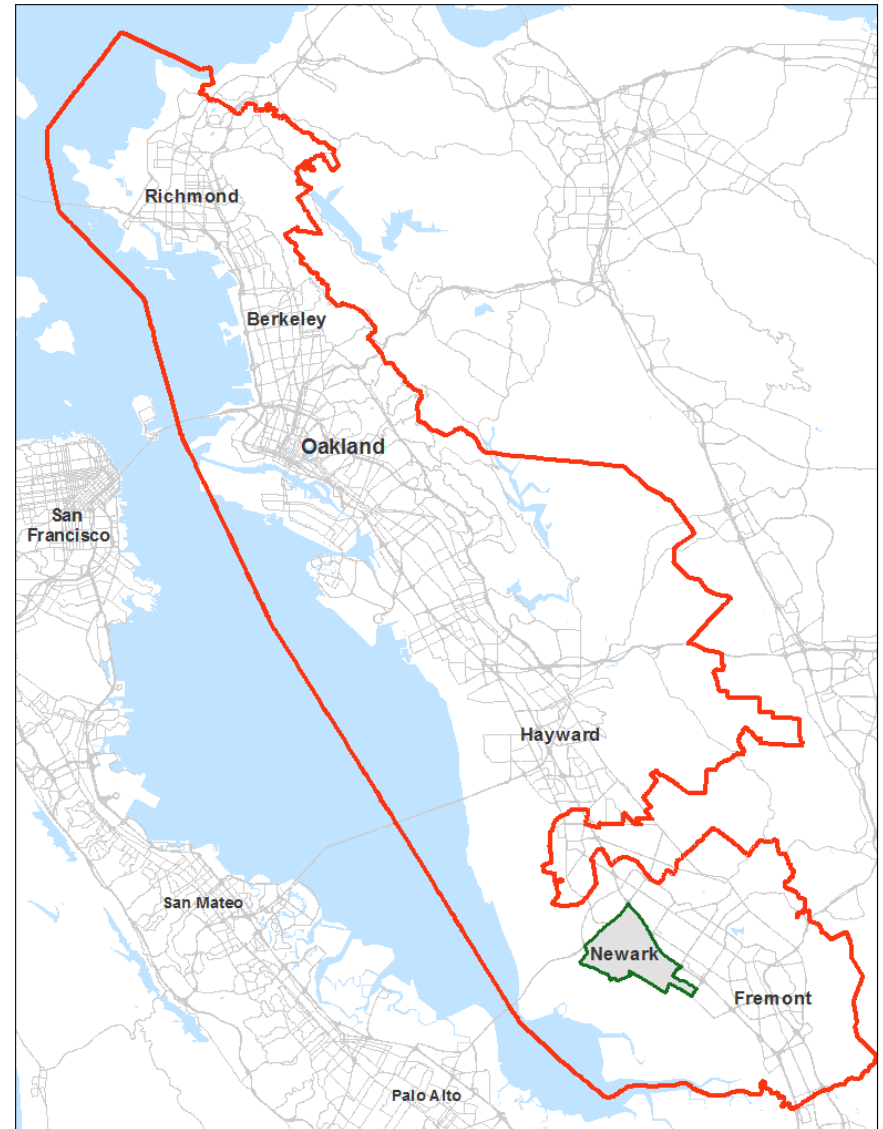 Richmond
Berkeley
Oakland
San
Francisco
Hayward
San Mateo
Newark
Fremont
Palo Alto